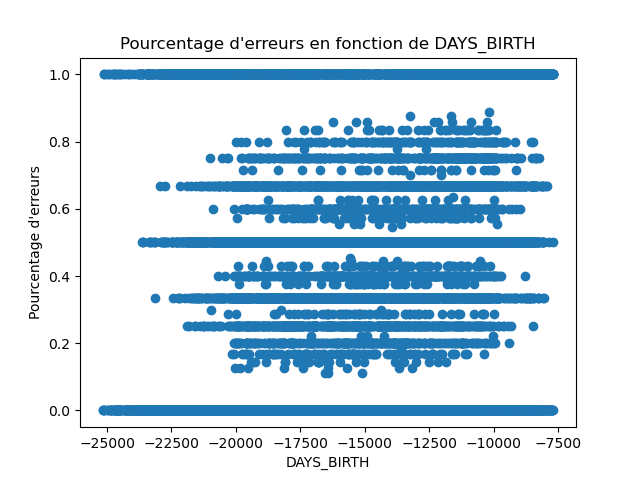 Pourcentage d'erreurs en fonction de DAYS_BIRTH
1.0
0.8
0.6
0.4
0.2
0.0
Pourcentage d'erreurs
−25000 −22500 −20000 −17500 −15000 −12500 −10000 −7500
DAYS_BIRTH